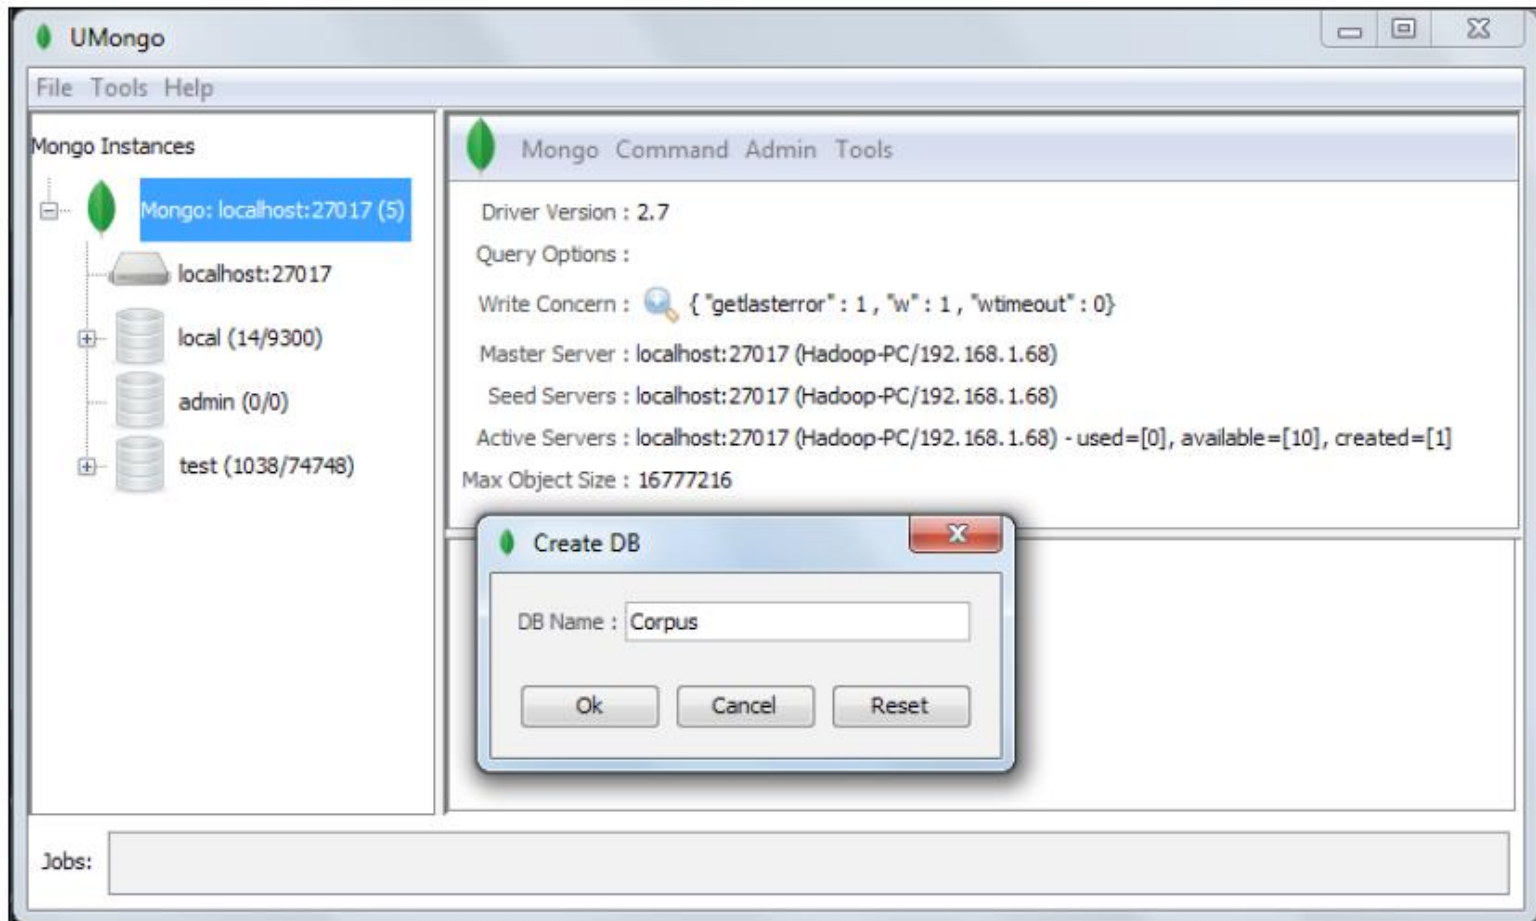 UMongo
File Tools Help
Mongo Instances
Mongo: localhost:27017 (5)
localhost:27017
local (14/9300)
admin (0/0)
test (1038/74748)
Mongo Command Admin Tools
Driver Version : 2.7
Query Options :
Write Concern : { "getlasterror" : 1 , "w" : 1 , "wtimeout" : 0}
Master Server : localhost:27017 (Hadoop-PC/192.168.1.68)
Seed Servers : localhost:27017 (Hadoop-PC/192.168.1.68)
Active Servers : localhost:27017 (Hadoop-PC/192.168.1.68) - used=[0], available=[10], created=[1]
Max Object Size : 16777216
Create DB
DB Name : Corpus
Ok Cancel Reset
Jobs: